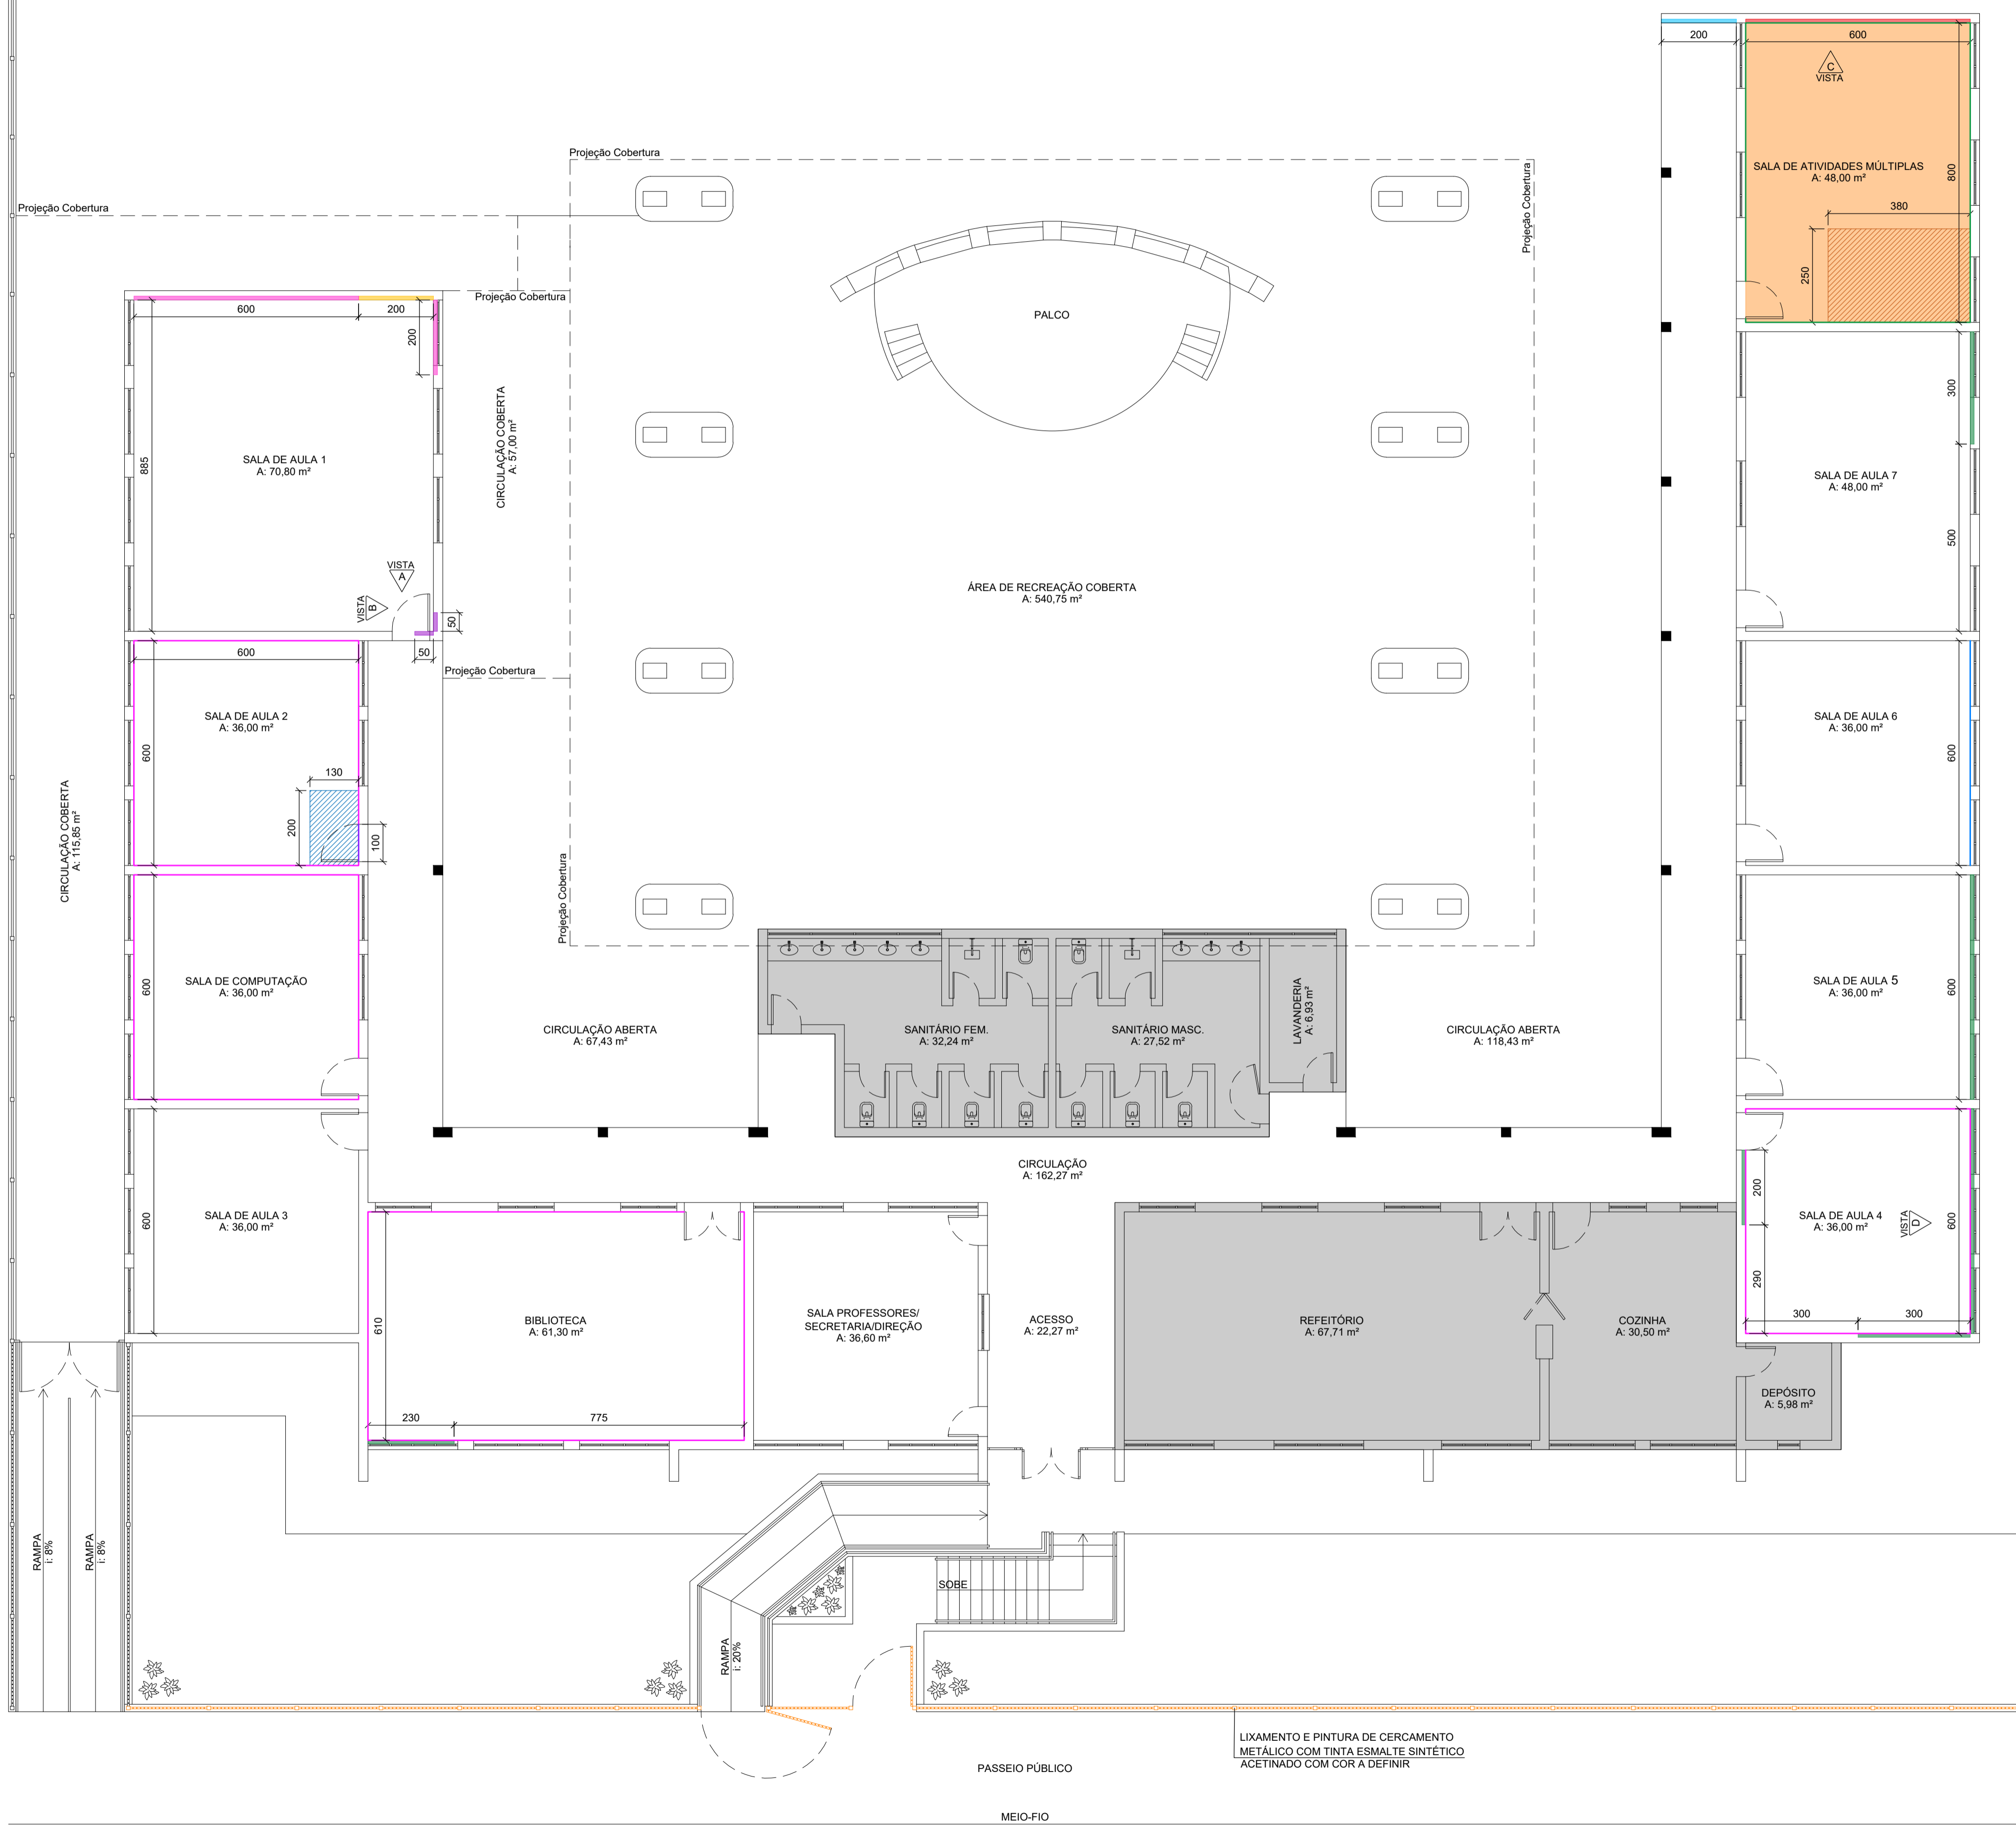 200
600
C
VISTA
SALA DE ATIVIDADES MÚLTIPLAS
A: 48,00 m²
800
380
250
Projeção Cobertura
Projeção Cobertura
Projeção Cobertura
Projeção Cobertura
PALCO
600
200
200
885
SALA DE AULA 1
A: 70,80 m²
CIRCULAÇÃO COBERTA
A: 57,00 m²
VISTA
A
VISTA
B
50
50
300
SALA DE AULA 7
A: 48,00 m²
500
ÁREA DE RECREAÇÃO COBERTA
A: 540,75 m²
Projeção Cobertura
600
SALA DE AULA 2
A: 36,00 m²
600
130
200
100
SALA DE AULA 6
A: 36,00 m²
600
CIRCULAÇÃO COBERTA
A: 115,85 m²
Projeção Cobertura
SALA DE COMPUTAÇÃO
A: 36,00 m²
600
CIRCULAÇÃO ABERTA
A: 67,43 m²
SANITÁRIO FEM.
A: 32,24 m²
SANITÁRIO MASC.
A: 27,52 m²
LAVANDERIA
A: 6,93 m²
CIRCULAÇÃO ABERTA
A: 118,43 m²
SALA DE AULA 5
A: 36,00 m²
600
CIRCULAÇÃO
A: 162,27 m²
SALA DE AULA 3
A: 36,00 m²
600
200
SALA DE AULA 4
A: 36,00 m²
VISTA
D
600
290
300
300
BIBLIOTECA
A: 61,30 m²
610
230
775
SALA PROFESSORES/
SECRETARIA/DIREÇÃO
A: 36,60 m²
ACESSO
A: 22,27 m²
REFEITÓRIO
A: 67,71 m²
COZINHA
A: 30,50 m²
DEPÓSITO
A: 5,98 m²
RAMPA
i: 8%
RAMPA
i: 8%
SOBE
RAMPA
i: 20%
LIXAMENTO E PINTURA DE CERCAMENTO
METÁLICO COM TINTA ESMALTE SINTÉTICO
ACETINADO COM COR A DEFINIR
PASSEIO PÚBLICO
MEIO-FIO